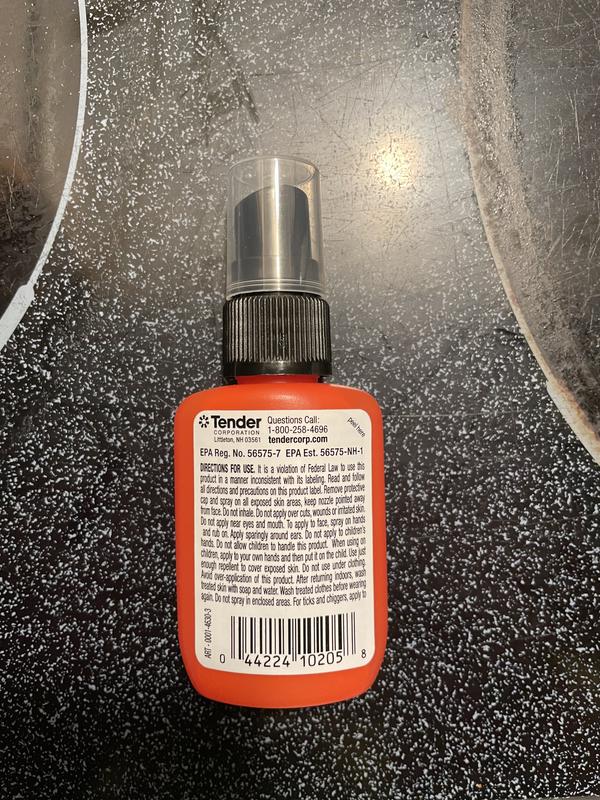 Tender
CORPORATION
Littleton, NH 03561
Questions Call:
1-800-258-4696
tendercorp.com
peel here
EPA Reg. No. 56575-7 EPA Est. 56575-NH-1
DIRECTIONS FOR USE. It is a violation of Federal Law to use this
product in a manner inconsistent with its labeling. Read and follow
all directions and precautions on this product label. Remove protective
cap and spray on all exposed skin areas, keep nozzle pointed away
from face. Do not inhale. Do not apply over cuts, wounds or irritated skin.
Do not apply near eyes and mouth. To apply to face, spray on hands
and rub on. Apply sparingly around ears. Do not apply to children's
hands. Do not allow children to handle this product. When using on
children, apply to your own hands and then put it on the child. Use just
enough repellent to cover exposed skin. Do not use under clothing.
Avoid over-application of this product. After returning indoors, wash
treated skin with soap and water. Wash treated clothes before wearing
again. Do not spray in enclosed areas. For ticks and chiggers, apply to
ART - 0001-4630-3
0 44224 10205 8